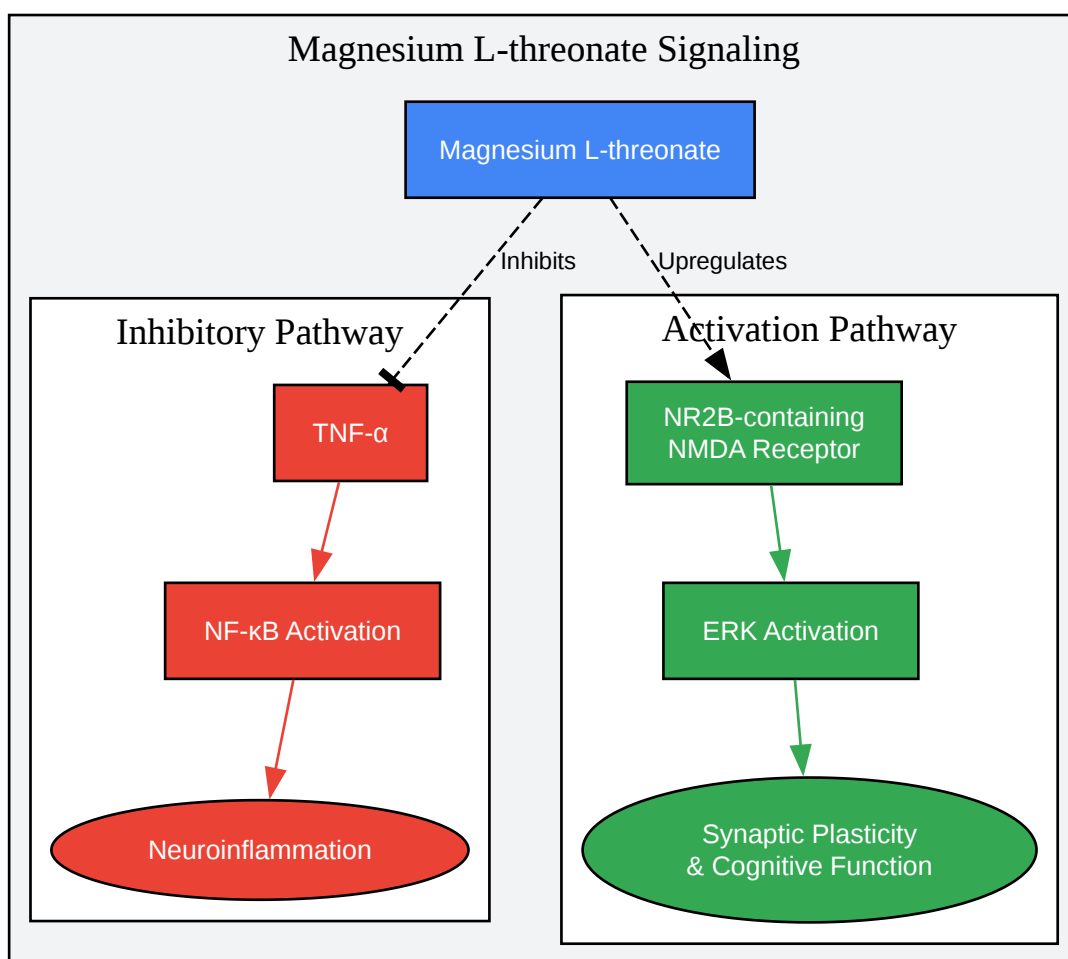 Magnesium L-threonate Signaling
Magnesium L-threonate
Inhibits
Upregulates
Inhibitory Pathway
TNF-α
NF-κB Activation
Neuroinflammation
Activation Pathway
NR2B-containing
NMDA Receptor
ERK Activation
Synaptic Plasticity
& Cognitive Function